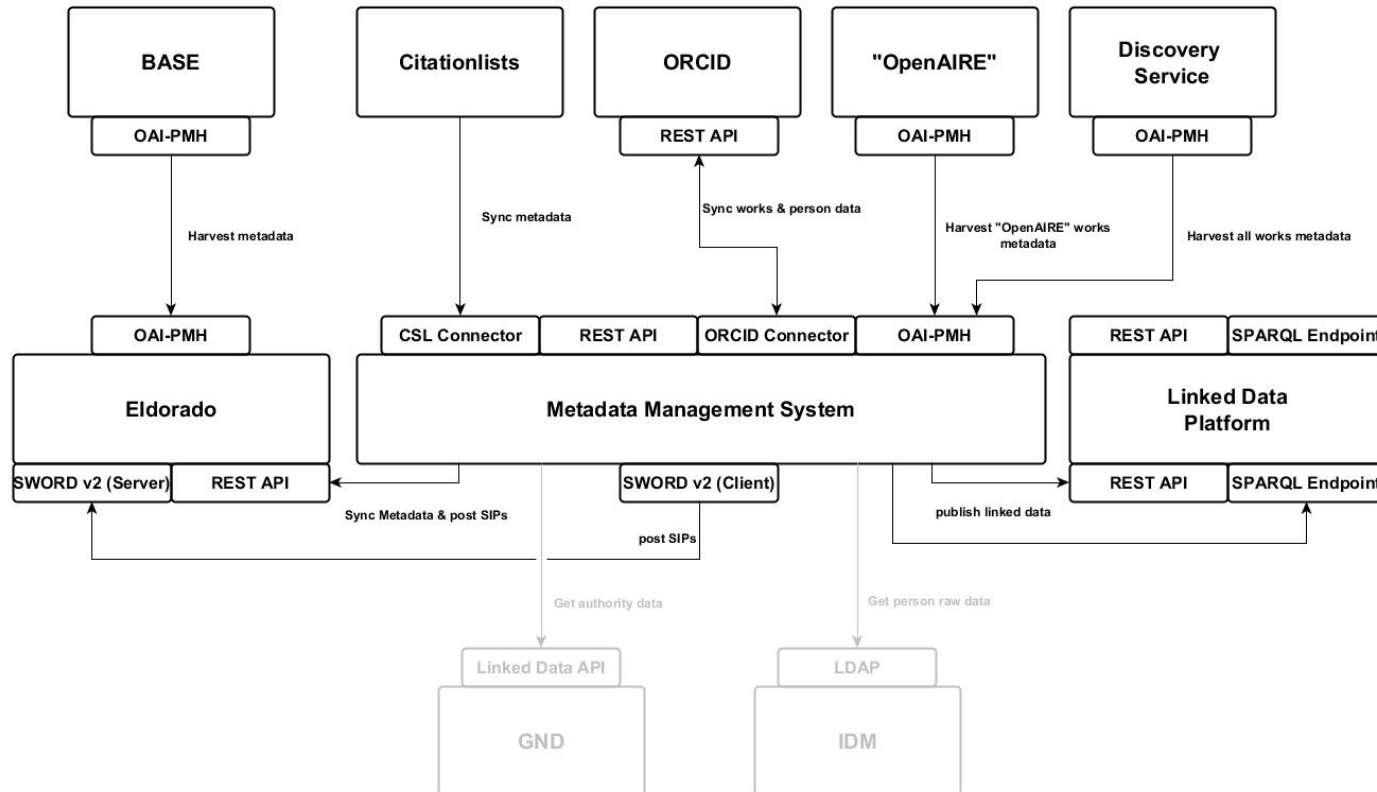 BASE
Citationlists
ORCID
"OpenAIRE"
Discovery
Service
OAI-PMH
REST API
OAI-PMH
OAI-PMH
Harvest metadata
Sync metadata
Sync works & person data
Harvest "OpenAIRE" works
metadata
Harvest all works metadata
OAI-PMH
CSL Connector
REST API
ORCID Connector
OAI-PMH
REST API
SPARQL Endpoint
Eldorado
Metadata Management System
Linked Data
Platform
SWORD v2 (Server)
REST API
SWORD v2 (Client)
REST API
SPARQL Endpoint
Sync Metadata & post SIPs
post SIPs
publish linked data
Get authority data
Get person raw data
Linked Data API
LDAP
GND
IDM